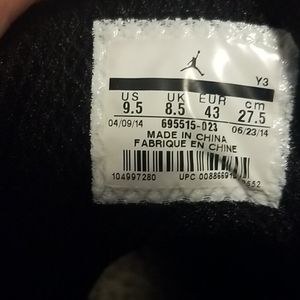 Y3
US UK EUR cm
9.5 8.5 43 27.5
04/09/14 695515-023 06/23/14
MADE IN CHINA
FABRIQUE EN CHINE
104997280 UPC 00886691